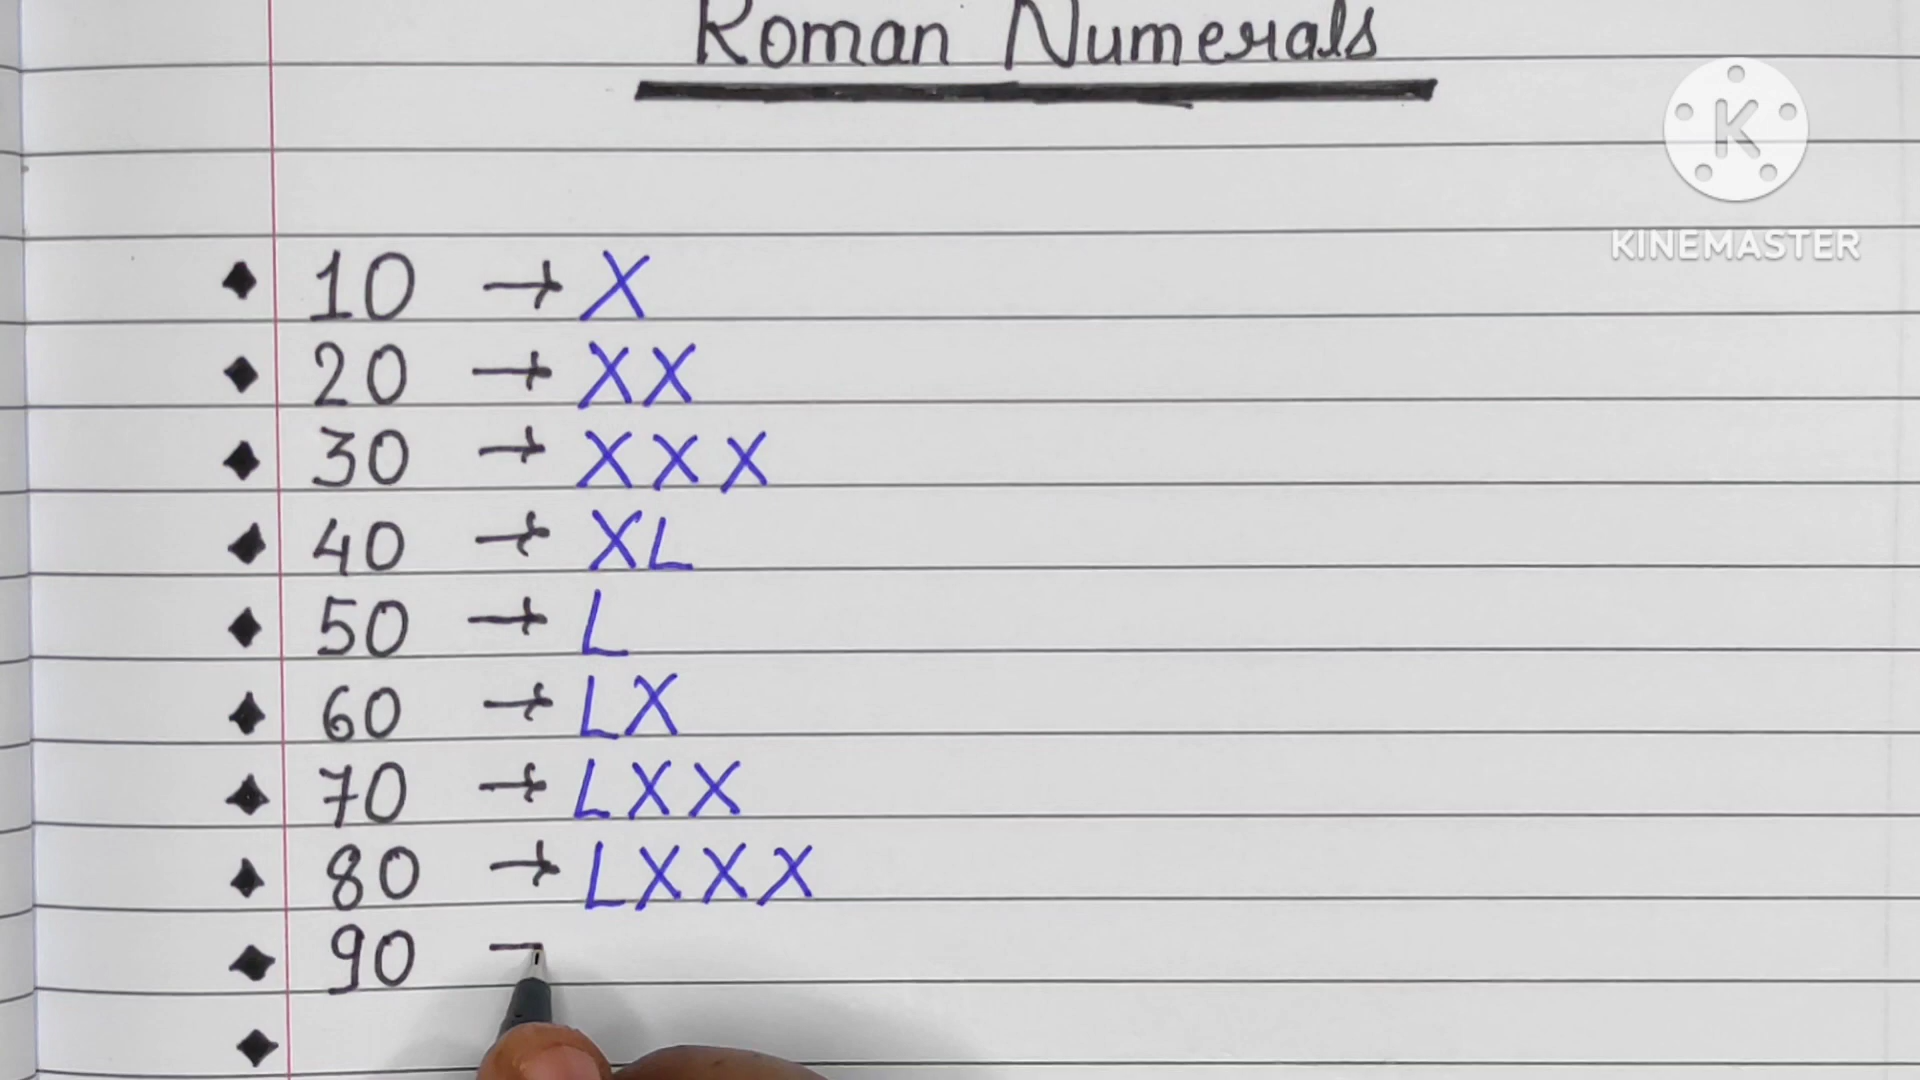 Roman Numerals
K
KINEMASTER
10 → X
20 → XX
30 → XXX
40 → XL
50 → L
60 → LX
70 → LXX
80 → LXXX
90 –